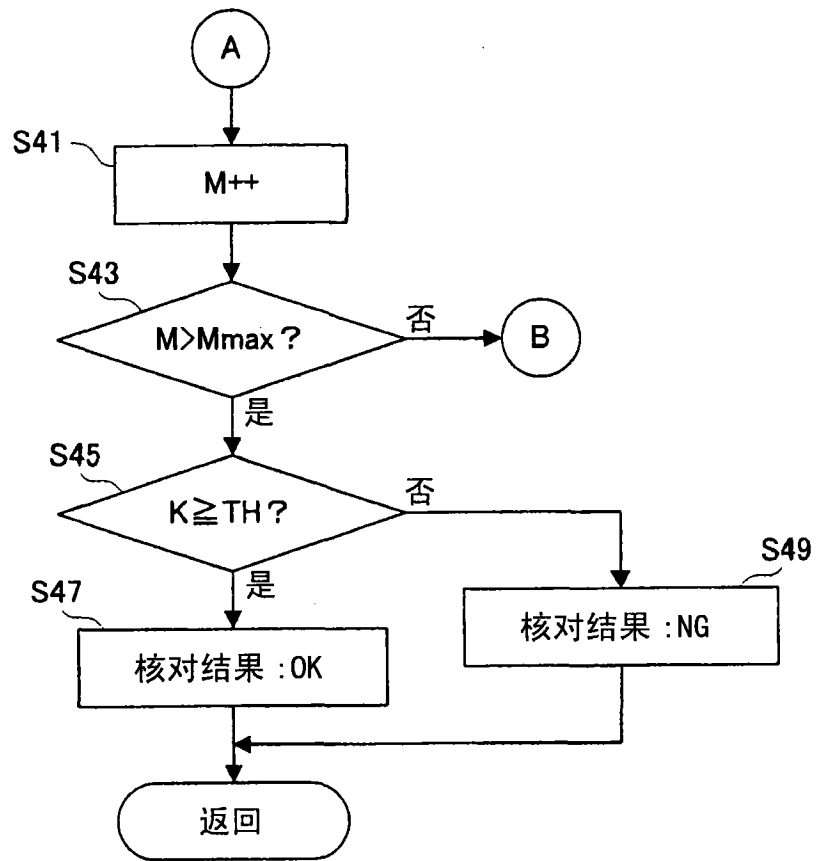 A
S41
M++
S43
M>Mmax?
否
B
是
S45
K≧TH?
否
是
S47
核对结果:OK
S49
核对结果:NG
返回